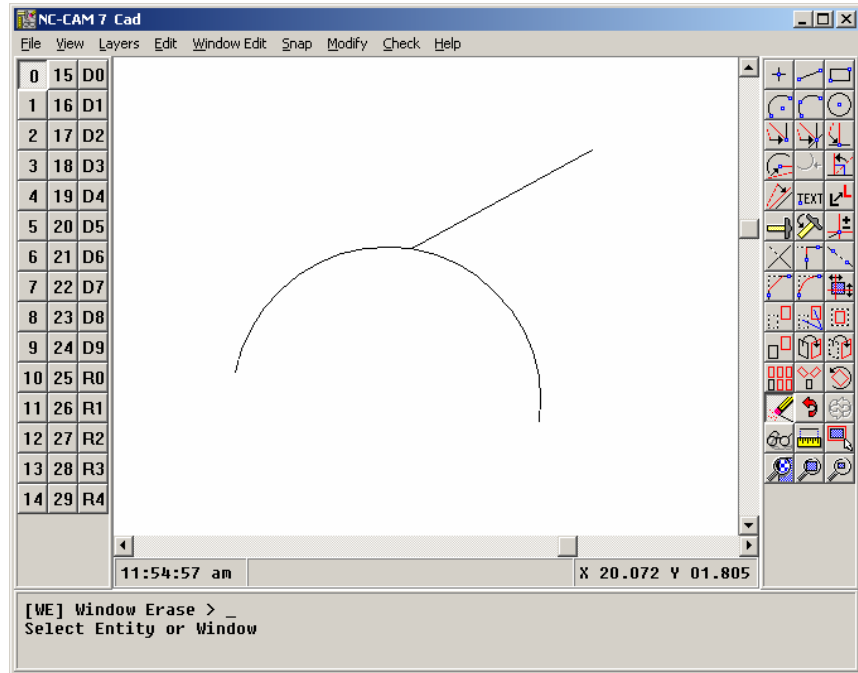 NC-CAM 7 Cad
File View Layers Edit Window Edit Snap Modify Check Help
0 15 D0
1 16 D1
2 17 D2
3 18 D3
4 19 D4
5 20 D5
6 21 D6
7 22 D7
8 23 D8
9 24 D9
10 25 R0
11 26 R1
12 27 R2
13 28 R3
14 29 R4
TEXT
11:54:57 am
X 20.072 Y 01.805
[WE] Window Erase > _
Select Entity or Window